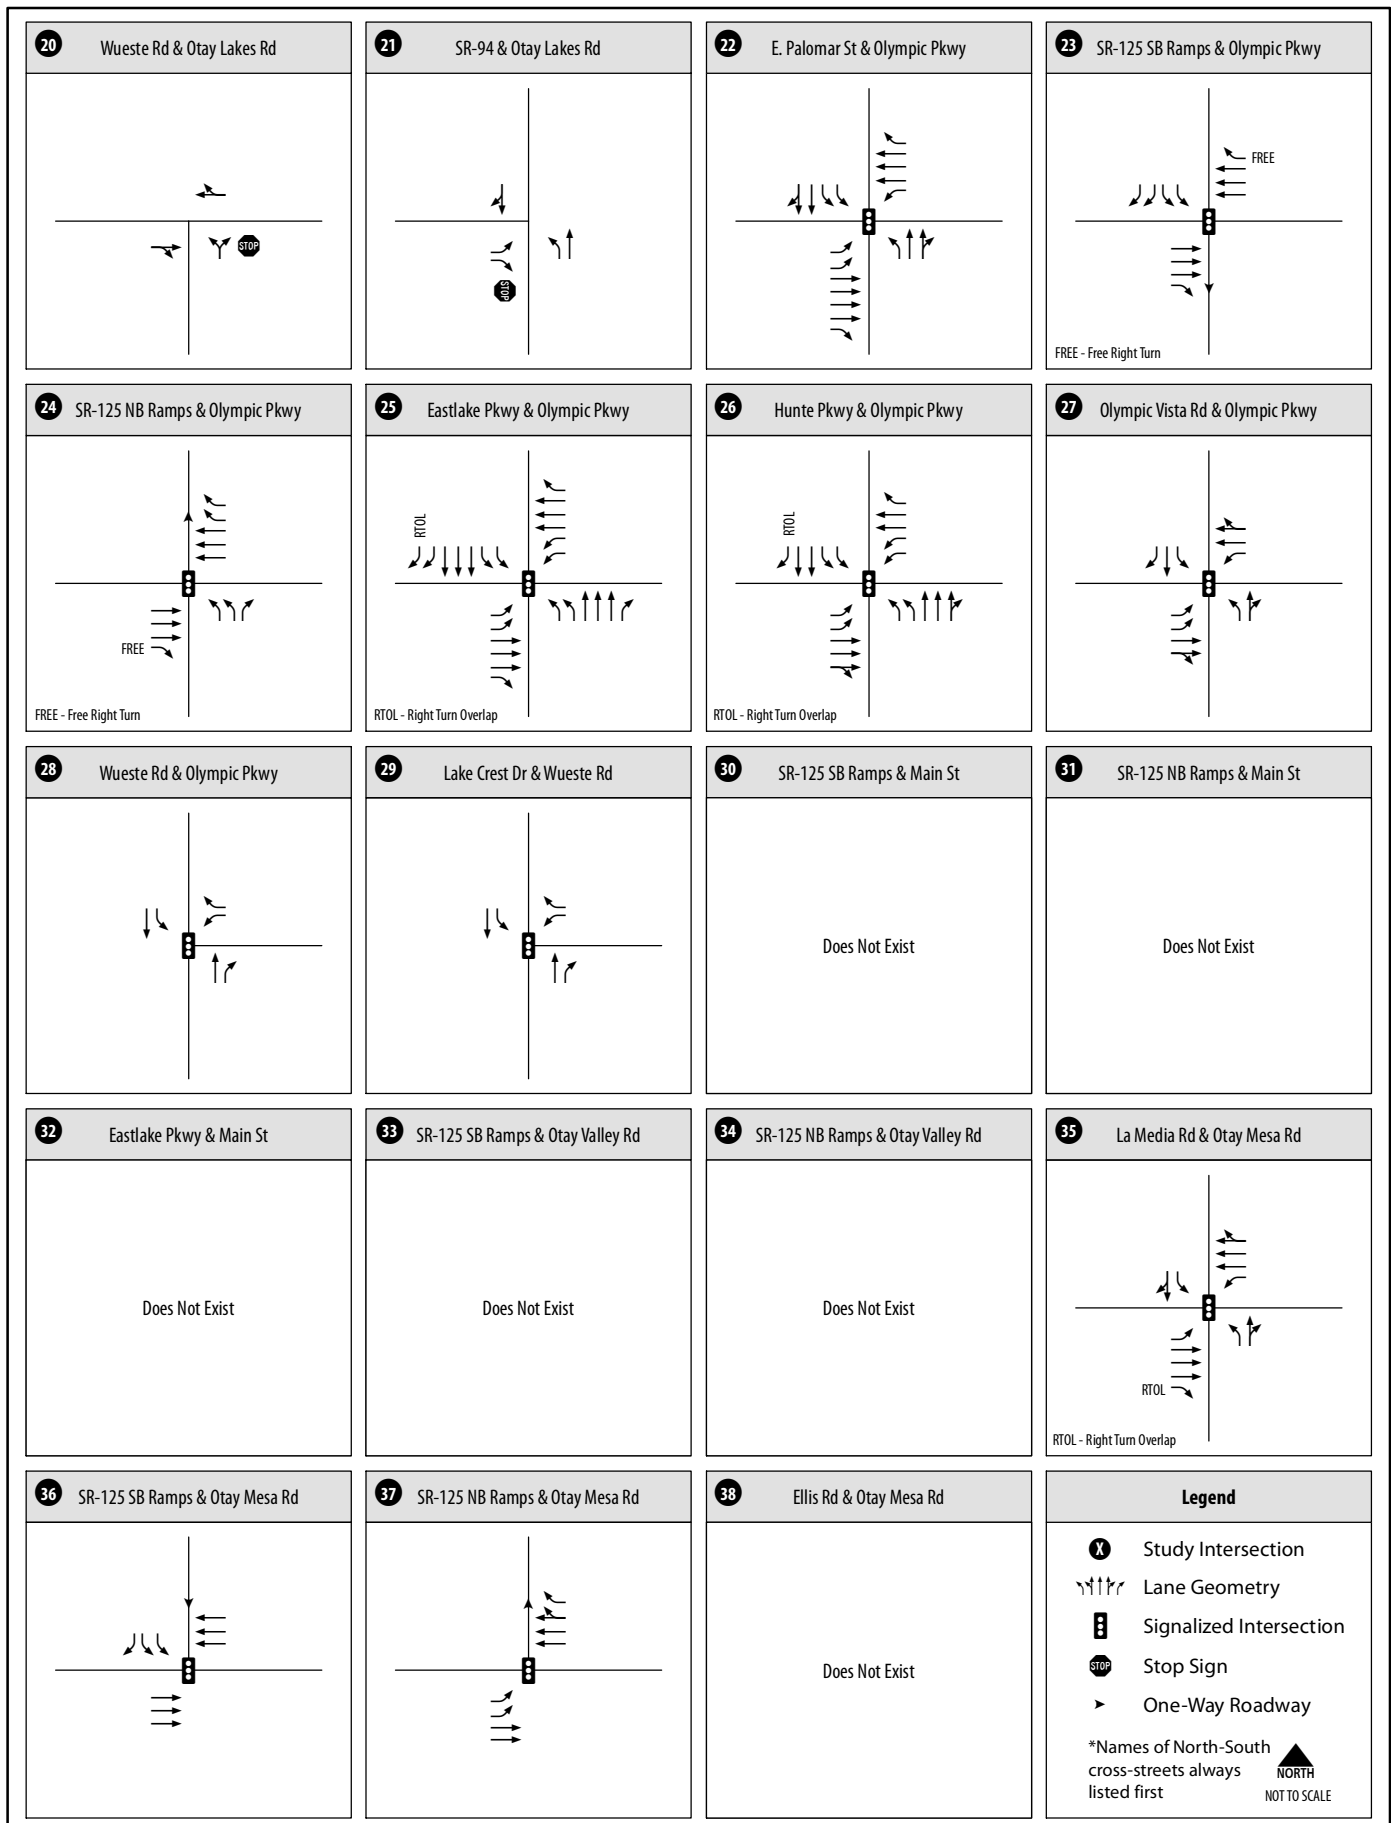 20 Wueste Rd & Otay Lakes Rd
STOP
21 SR-94 & Otay Lakes Rd
STOP
22 E. Palomar St & Olympic Pkwy
23 SR-125 SB Ramps & Olympic Pkwy
FREE
FREE - Free Right Turn
24 SR-125 NB Ramps & Olympic Pkwy
FREE
FREE - Free Right Turn
25 Eastlake Pkwy & Olympic Pkwy
RTOL
RTOL - Right Turn Overlap
26 Hunte Pkwy & Olympic Pkwy
RTOL
RTOL - Right Turn Overlap
27 Olympic Vista Rd & Olympic Pkwy
28 Wueste Rd & Olympic Pkwy
29 Lake Crest Dr & Wueste Rd
30 SR-125 SB Ramps & Main St
Does Not Exist
31 SR-125 NB Ramps & Main St
Does Not Exist
32 Eastlake Pkwy & Main St
Does Not Exist
33 SR-125 SB Ramps & Otay Valley Rd
Does Not Exist
34 SR-125 NB Ramps & Otay Valley Rd
Does Not Exist
35 La Media Rd & Otay Mesa Rd
RTOL
RTOL - Right Turn Overlap
36 SR-125 SB Ramps & Otay Mesa Rd
37 SR-125 NB Ramps & Otay Mesa Rd
38 Ellis Rd & Otay Mesa Rd
Does Not Exist
Legend
X Study Intersection
Lane Geometry
Signalized Intersection
STOP Stop Sign
One-Way Roadway
*Names of North-South
cross-streets always
listed first
NORTH
NOT TO SCALE